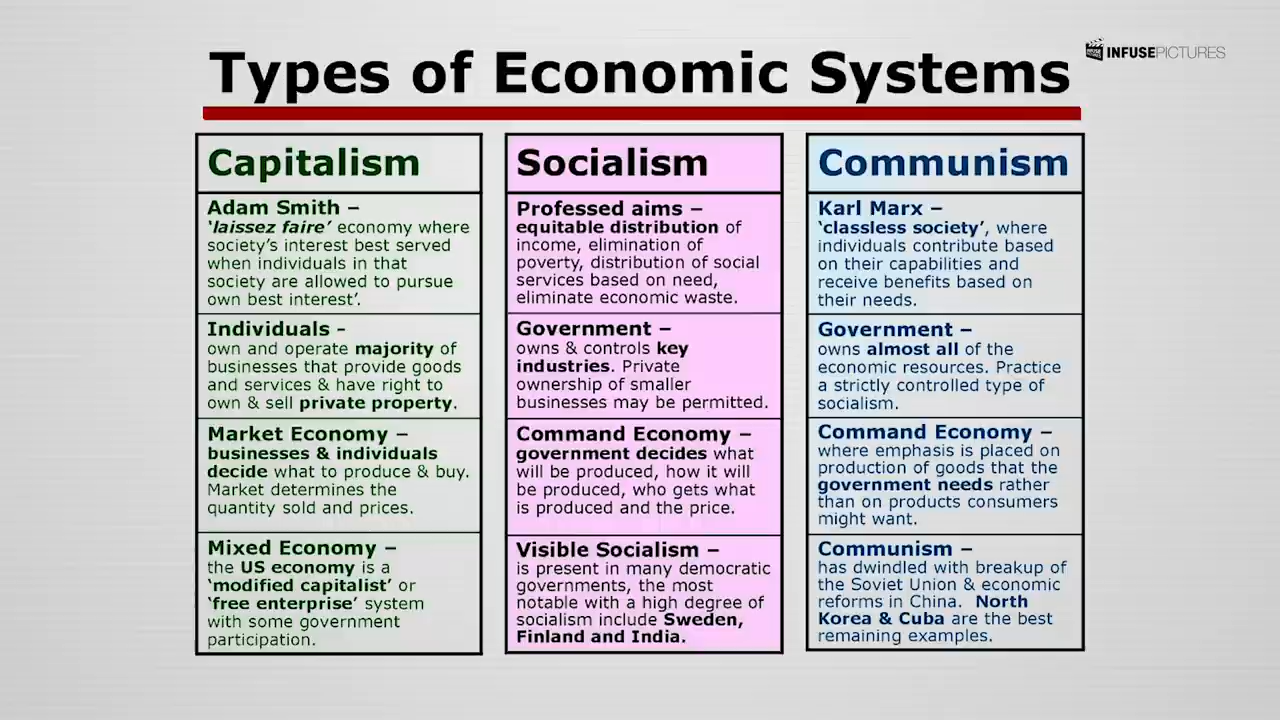 Types of Economic Systems
INFUSEPICTURES
Capitalism
Adam Smith –
‘laissez faire’ economy where
society’s interest best served
when individuals in that
society are allowed to pursue
own best interest’.
Individuals -
own and operate majority of
businesses that provide goods
and services & have right to
own & sell private property.
Market Economy –
businesses & individuals
decide what to produce & buy.
Market determines the
quantity sold and prices.
Mixed Economy –
the US economy is a
‘modified capitalist’ or
‘free enterprise’ system
with some government
participation.
Socialism
Professed aims –
equitable distribution of
income, elimination of
poverty, distribution of social
services based on need,
eliminate economic waste.
Government –
owns & controls key
industries. Private
ownership of smaller
businesses may be permitted.
Command Economy –
government decides what
will be produced, how it will
be produced, who gets what
is produced and the price.
Visible Socialism –
is present in many democratic
governments, the most
notable with a high degree of
socialism include Sweden,
Finland and India.
Communism
Karl Marx –
‘classless society’, where
individuals contribute based
on their capabilities and
receive benefits based on
their needs.
Government –
owns almost all of the
economic resources. Practice
a strictly controlled type of
socialism.
Command Economy –
where emphasis is placed on
production of goods that the
government needs rather
than on products consumers
might want.
Communism –
has dwindled with breakup of
the Soviet Union & economic
reforms in China. North
Korea & Cuba are the best
remaining examples.